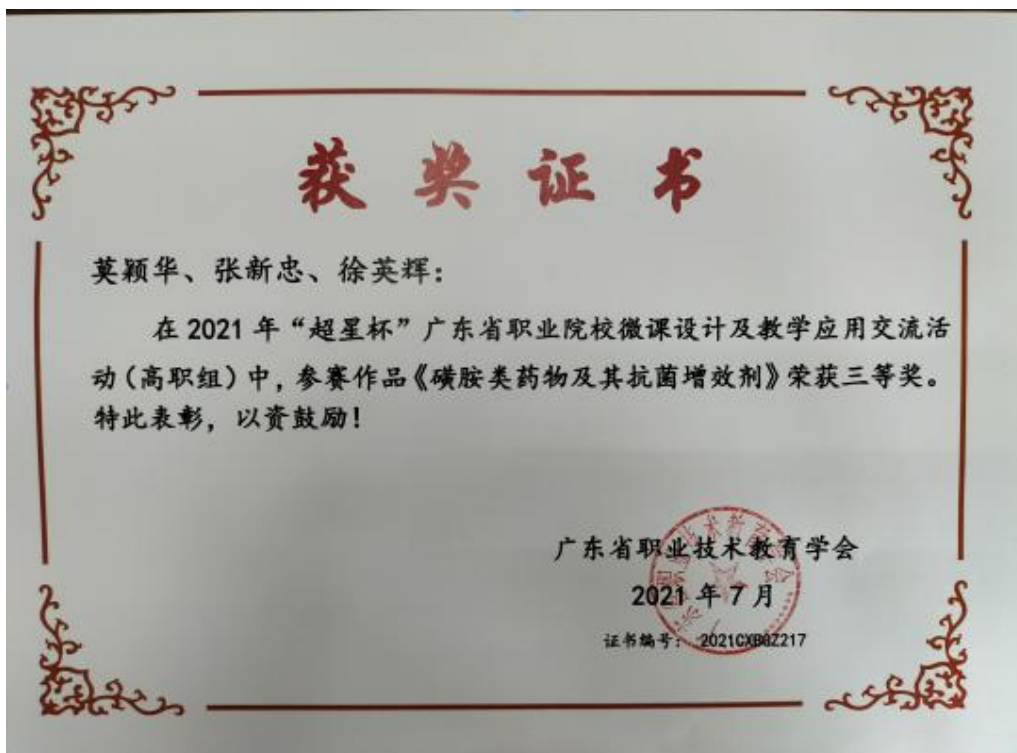 获奖证书
莫颖华、张新忠、徐英辉：
在2021年“超星�”广东省职业院校微课设计及教学应用交流活
动（高职组）中，参赛作品《磺胺类药物及其抗菌增效剂》荣获三等奖。
特此表彰，以资鼓励！
广东省职业技术教育学会
2021年7月
证书编号：2021CXBGZ217